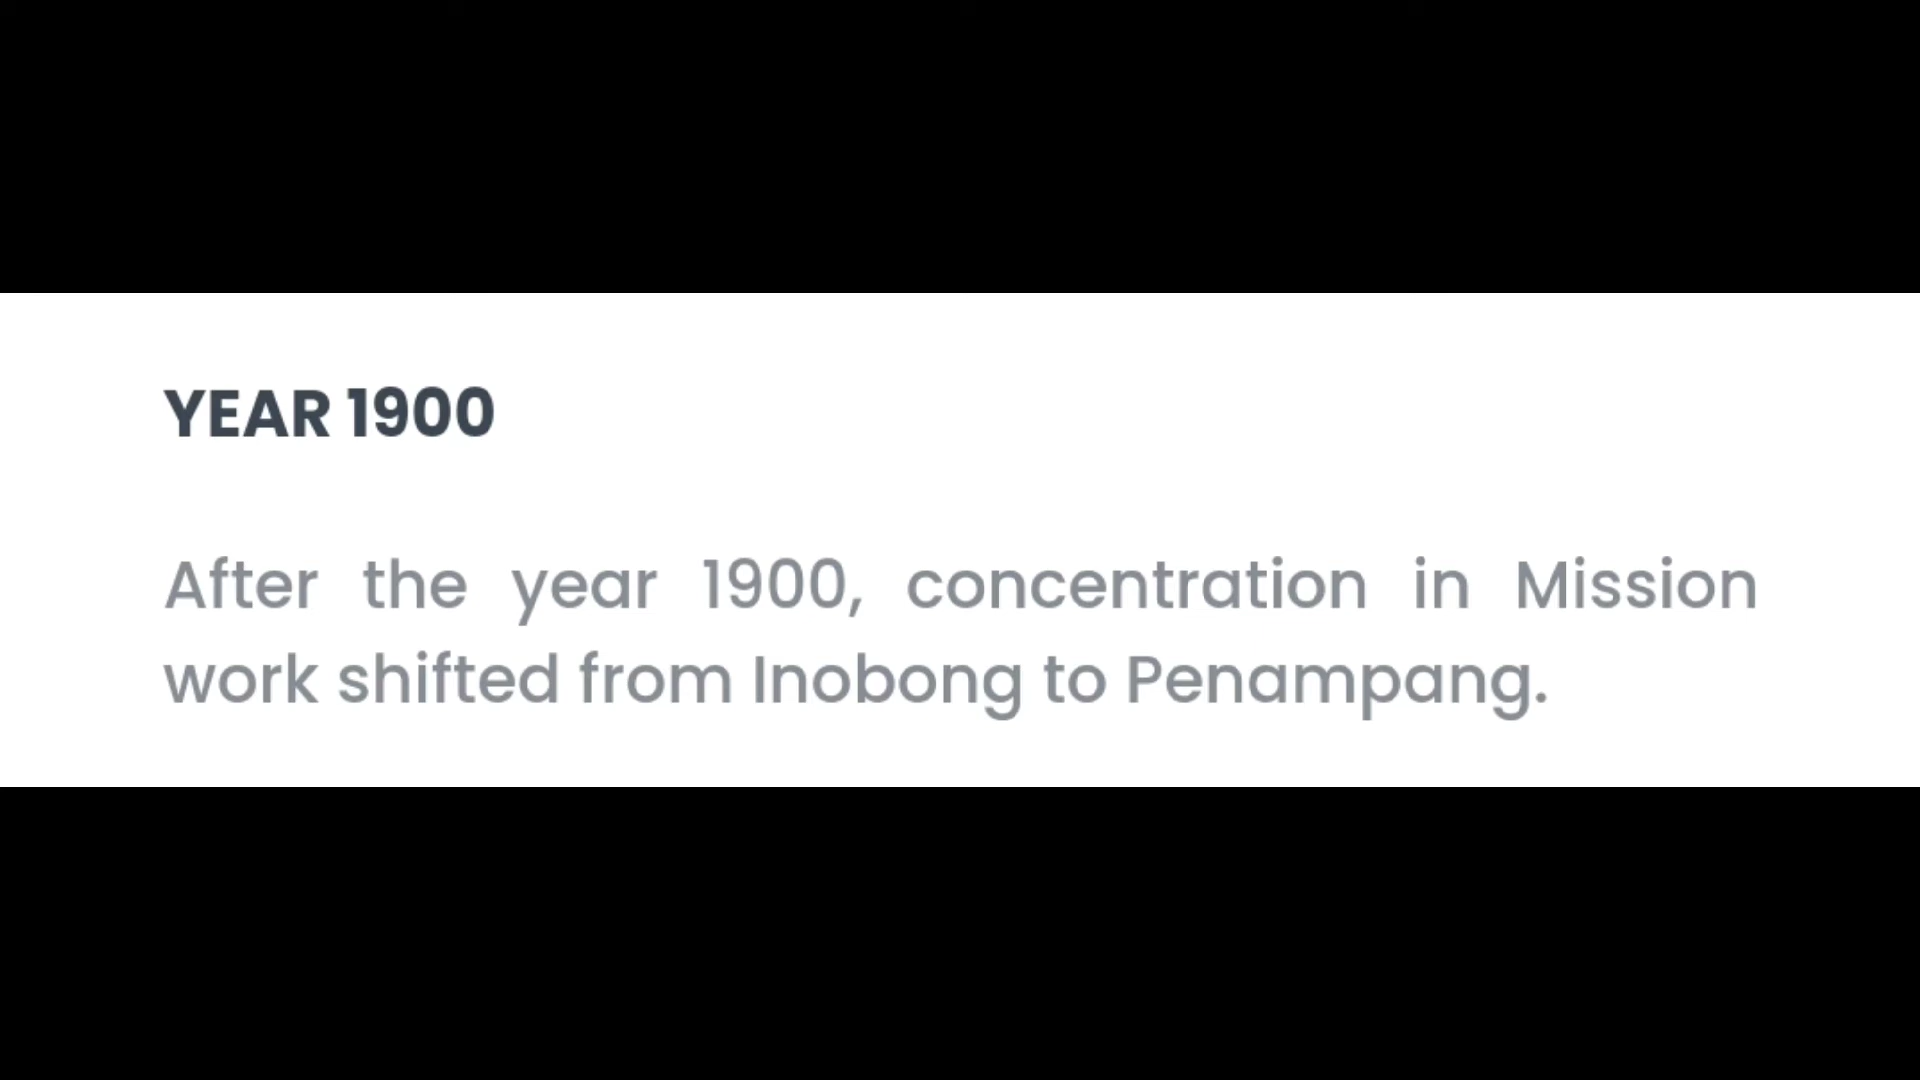 YEAR 1900
After the year 1900, concentration in Mission
work shifted from Inobong to Penampang.